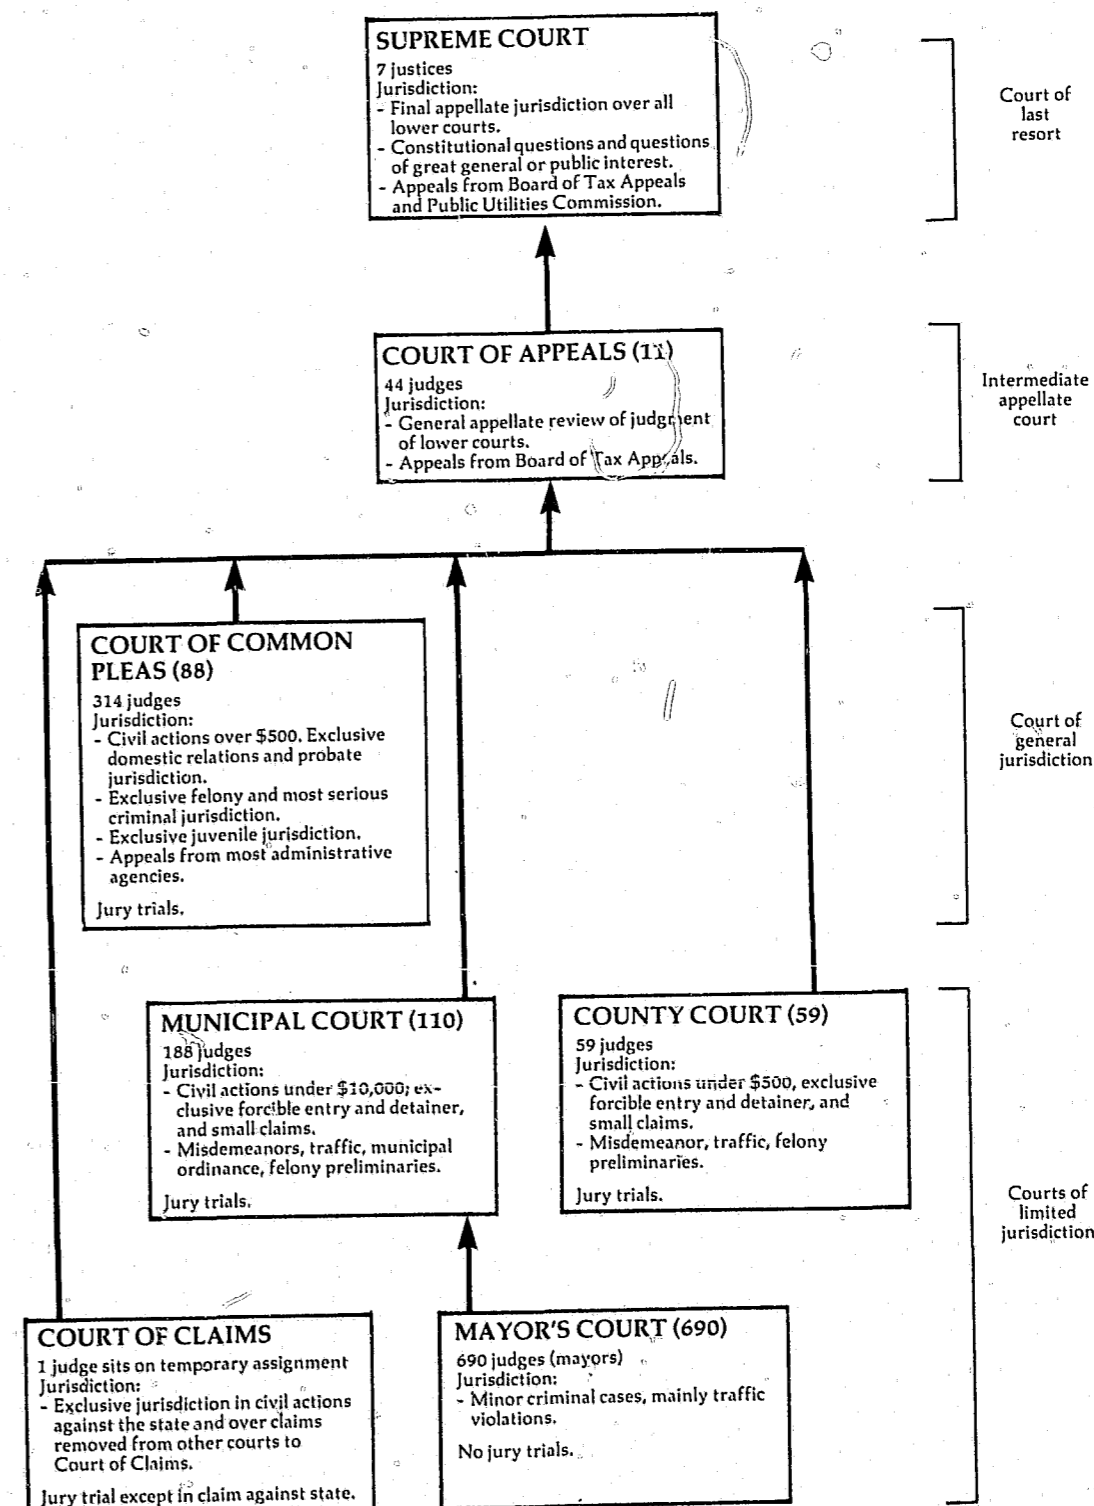 SUPREME COURT
7 justices
Jurisdiction:
- Final appellate jurisdiction over all
lower courts.
- Constitutional questions and questions
of great general or public interest.
- Appeals from Board of Tax Appeals
and Public Utilities Commission.
Court of
last
resort
COURT OF APPEALS (11)
44 judges
Jurisdiction:
- General appellate review of judgment
of lower courts.
- Appeals from Board of Tax Appeals.
Intermediate
appellate
court
COURT OF COMMON
PLEAS (88)
314 judges
Jurisdiction:
- Civil actions over $500. Exclusive
domestic relations and probate
jurisdiction.
- Exclusive felony and most serious
criminal jurisdiction.
- Exclusive juvenile jurisdiction.
- Appeals from most administrative
agencies.
Jury trials.
Court of
general
jurisdiction
MUNICIPAL COURT (110)
188 judges
Jurisdiction:
- Civil actions under $10,000; ex-
clusive forcible entry and detainer,
and small claims.
- Misdemeanors, traffic, municipal
ordinance, felony preliminaries.
Jury trials.
COUNTY COURT (59)
59 judges
Jurisdiction:
- Civil actions under $500, exclusive
forcible entry and detainer, and
small claims.
- Misdemeanor, traffic, felony
preliminaries.
Jury trials.
Courts of
limited
jurisdiction
COURT OF CLAIMS
1 judge sits on temporary assignment
Jurisdiction:
- Exclusive jurisdiction in civil actions
against the state and over claims
removed from other courts to
Court of Claims.
Jury trial except in claim against state.
MAYOR'S COURT (690)
690 judges (mayors)
Jurisdiction:
- Minor criminal cases, mainly traffic
violations.
No jury trials.